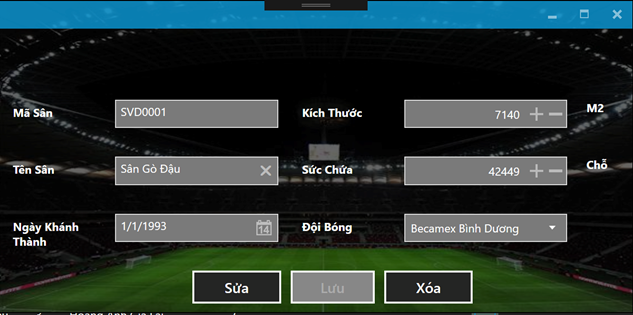 Mã Sân
SVD0001
Kích Thước
7140
M2
Tên Sân
Sân Gò Đậu
Sức Chứa
42449
Chỗ
Ngày Khánh
Thành
1/1/1993
14
Đội Bóng
Becamex Bình Dương
Sửa
Lưu
Xóa